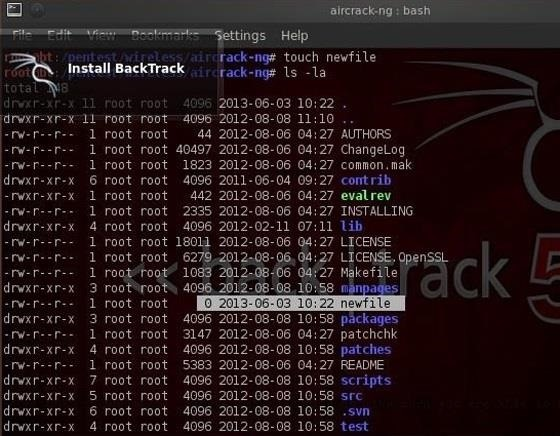 aircrack-ng : bash
File Edit View Bookmarks Settings Help
Install BackTrack
root@bt:/pentest/wireless/aircrack-ng# touch newfile
root@bt:/pentest/wireless/aircrack-ng# ls -la
total 248
drwxr-xr-x 11 root root 4096 2013-06-03 10:22 .
drwxr-xr-x 11 root root 4096 2012-08-08 11:10 ..
-rw-r--r-- 1 root root 44 2012-08-06 04:27 AUTHORS
-rw-r--r-- 1 root root 40497 2012-08-06 04:27 ChangeLog
-rw-r--r-- 1 root root 1823 2012-08-06 04:27 common.mak
drwxr-xr-x 6 root root 4096 2011-06-04 09:27 contrib
-rwxr-xr-x 1 root root 442 2012-08-06 04:27 evalrev
-rw-r--r-- 1 root root 2335 2012-08-06 04:27 INSTALLING
drwxr-xr-x 4 root root 4096 2012-02-11 07:11 lib
-rw-r--r-- 1 root root 18011 2012-08-06 04:27 LICENSE
-rw-r--r-- 1 root root 6272 2012-08-06 04:27 LICENSE.OpenSSL
-rw-r--r-- 1 root root 1083 2012-08-06 04:27 Makefile
drwxr-xr-x 3 root root 4096 2012-08-08 10:58 manpages
-rw-r--r-- 1 root root 0 2013-06-03 10:22 newfile
drwxr-xr-x 3 root root 4096 2012-08-08 10:58 packages
-rw-r--r-- 1 root root 3147 2012-08-06 04:27 patchchk
drwxr-xr-x 4 root root 4096 2012-08-08 10:58 patches
-rw-r--r-- 1 root root 5383 2012-08-06 04:27 README
drwxr-xr-x 7 root root 4096 2012-08-08 10:58 scripts
drwxr-xr-x 5 root root 4096 2012-08-08 10:58 src
drwxr-xr-x 6 root root 4096 2012-08-08 10:58 .svn
drwxr-xr-x 4 root root 4096 2012-08-08 10:58 test
<< back | track 5